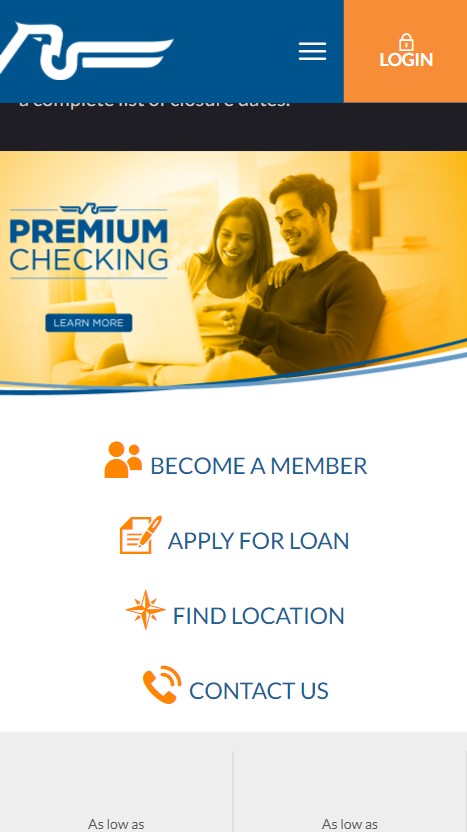 LOGIN
a complete list of closure dates.
PREMIUM
CHECKING
LEARN MORE
BECOME A MEMBER
APPLY FOR LOAN
FIND LOCATION
CONTACT US
As low as
As low as